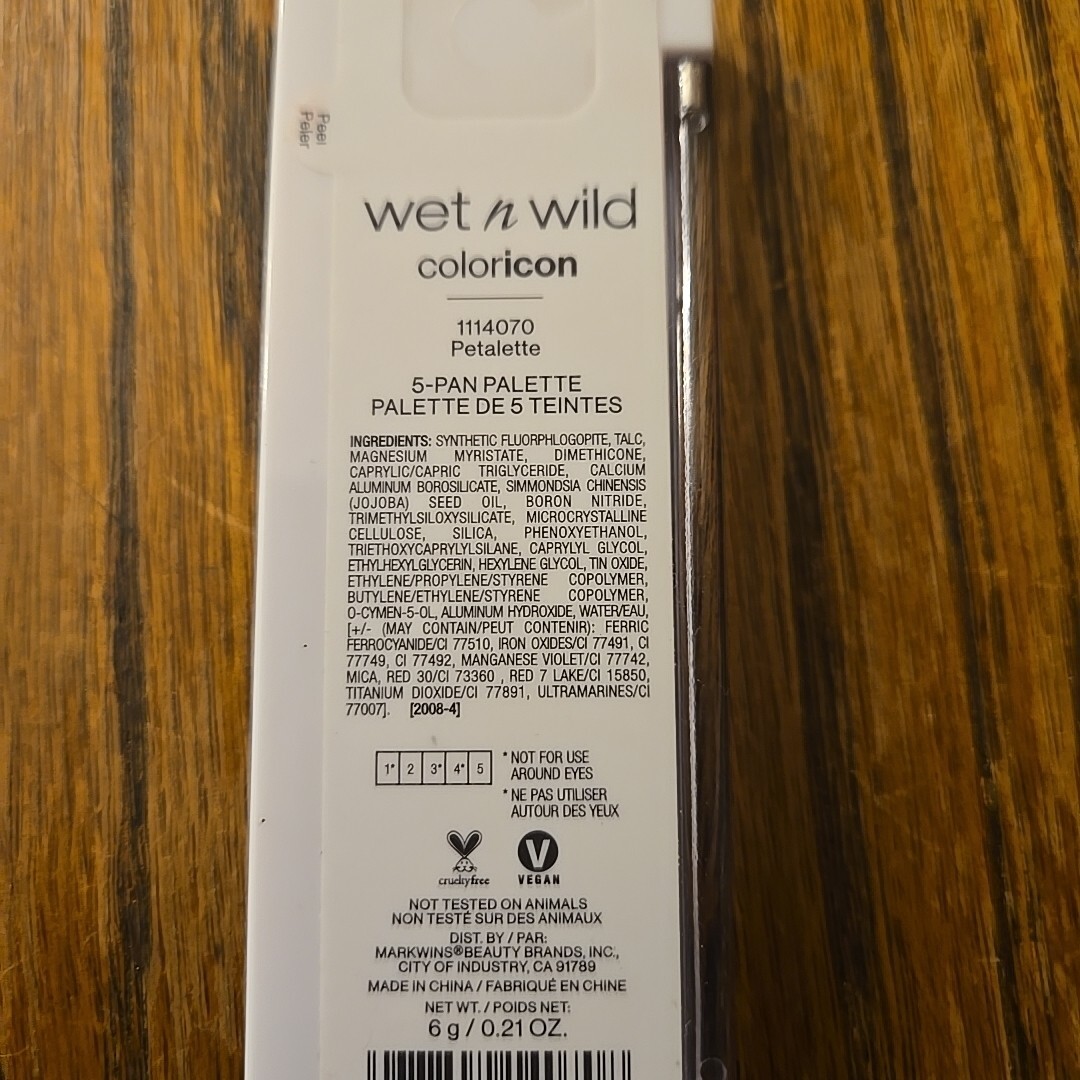 Peel
Peler
wet n wild
coloricon
1114070
Petalette
5-PAN PALETTE
PALETTE DE 5 TEINTES
INGREDIENTS: SYNTHETIC FLUORPHLOGOPITE, TALC,
MAGNESIUM MYRISTATE, DIMETHICONE,
CAPRYLIC/CAPRIC TRIGLYCERIDE, CALCIUM
ALUMINUM BOROSILICATE, SIMMONDSIA CHINENSIS
(JOJOBA) SEED OIL, BORON NITRIDE,
TRIMETHYLSILOXYSILICATE, MICROCRYSTALLINE
CELLULOSE, SILICA, PHENOXYETHANOL,
TRIETHOXYCAPRYLYLSILANE, CAPRYLYL GLYCOL,
ETHYLHEXYLGLYCERIN, HEXYLENE GLYCOL, TIN OXIDE,
ETHYLENE/PROPYLENE/STYRENE COPOLYMER,
BUTYLENE/ETHYLENE/STYRENE COPOLYMER,
O-CYMEN-5-OL, ALUMINUM HYDROXIDE, WATER/EAU,
[+/- (MAY CONTAIN/PEUT CONTENIR): FERRIC
FERROCYANIDE/CI 77510, IRON OXIDES/CI 77491, CI
77749, CI 77492, MANGANESE VIOLET/CI 77742,
MICA, RED 30/CI 73360 , RED 7 LAKE/CI 15850,
TITANIUM DIOXIDE/CI 77891, ULTRAMARINES/CI
77007]. [2008-4]
1* 2 3* 4* 5
* NOT FOR USE
AROUND EYES
* NE PAS UTILISER
AUTOUR DES YEUX
crueltyfree
V
VEGAN
NOT TESTED ON ANIMALS
NON TESTÉ SUR DES ANIMAUX
DIST. BY / PAR:
MARKWINS® BEAUTY BRANDS, INC.,
CITY OF INDUSTRY, CA 91789
MADE IN CHINA / FABRIQUÉ EN CHINE
NET WT. / POIDS NET:
6 g / 0.21 OZ.